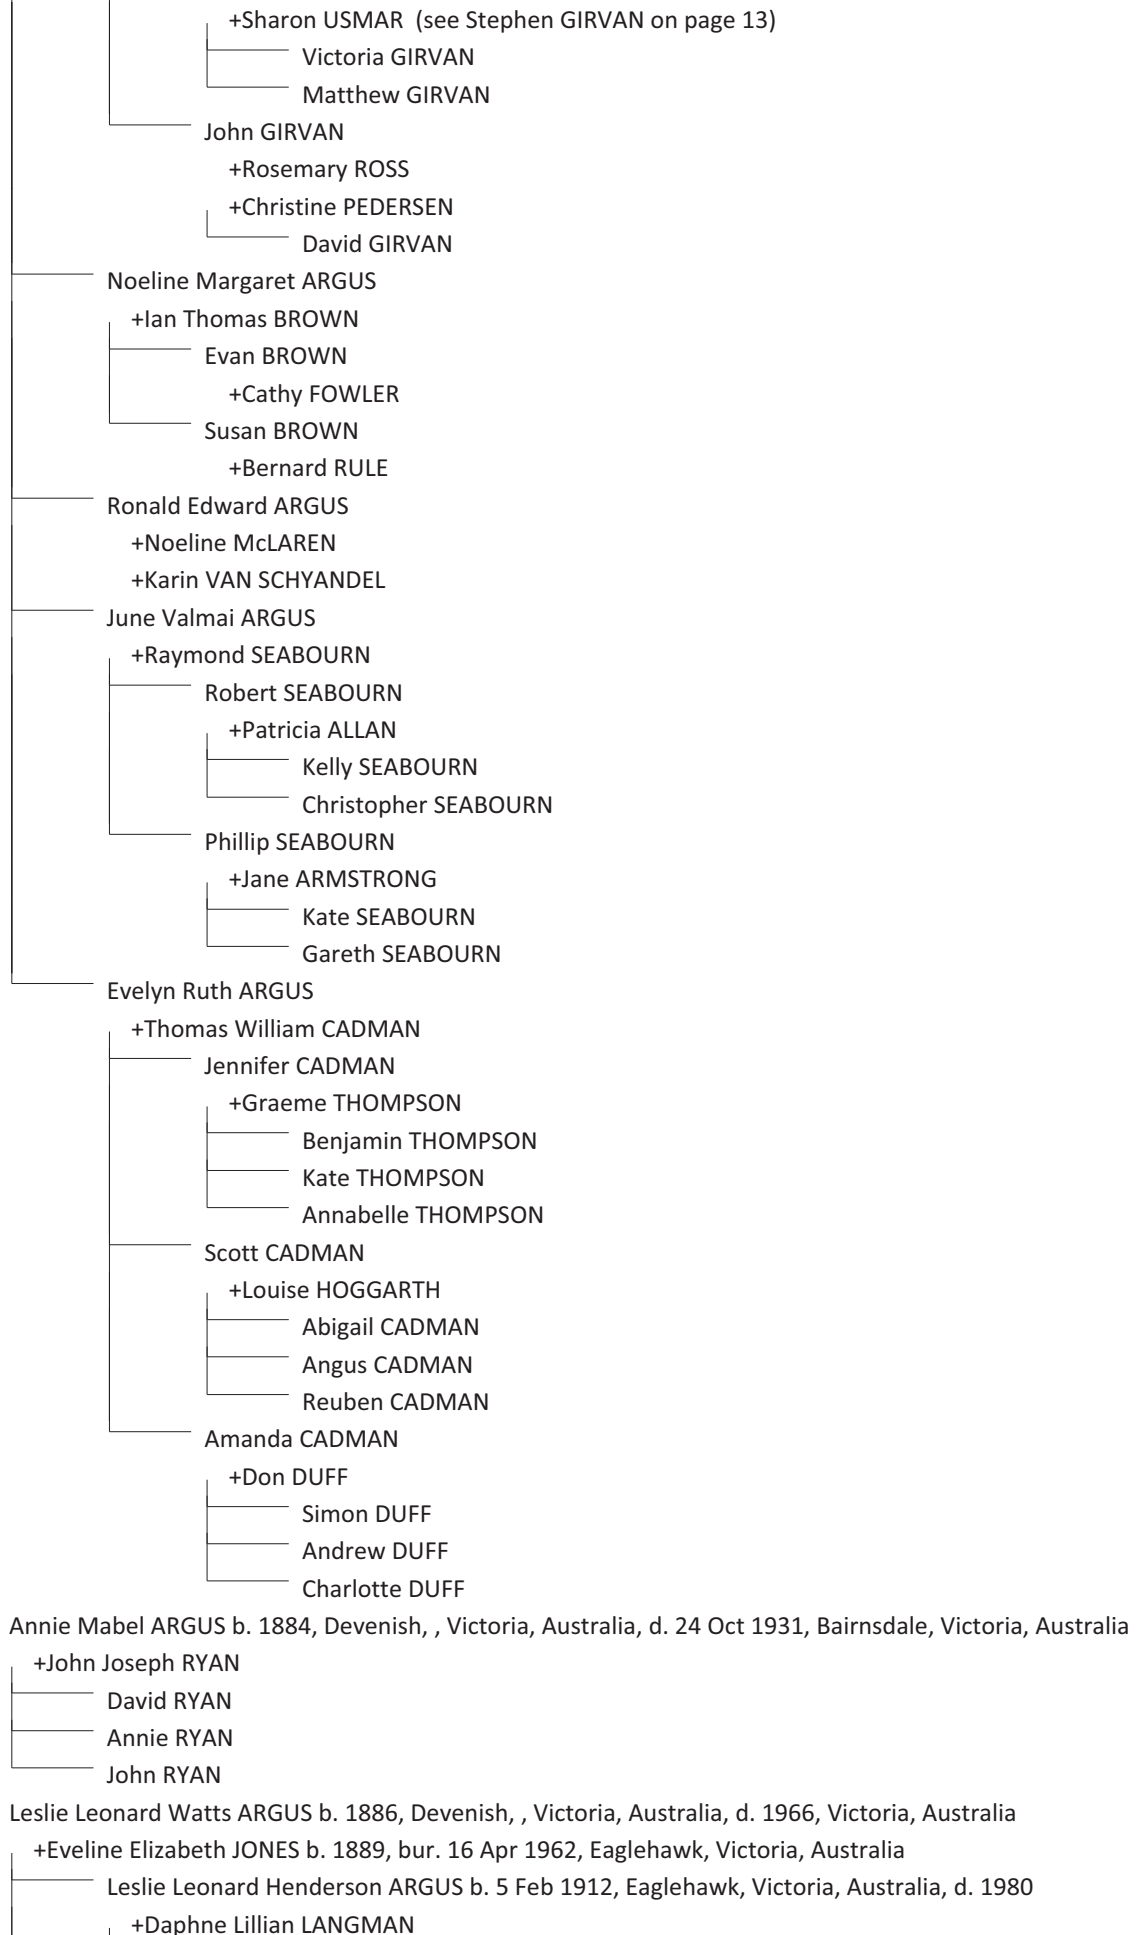 +Sharon USMAR (see Stephen GIRVAN on page 13)
Victoria GIRVAN
Matthew GIRVAN
John GIRVAN
+Rosemary ROSS
+Christine PEDERSEN
David GIRVAN
Noeline Margaret ARGUS
+Ian Thomas BROWN
Evan BROWN
+Cathy FOWLER
Susan BROWN
+Bernard RULE
Ronald Edward ARGUS
+Noeline McLAREN
+Karin VAN SCHYANDEL
June Valmai ARGUS
+Raymond SEABOURN
Robert SEABOURN
+Patricia ALLAN
Kelly SEABOURN
Christopher SEABOURN
Phillip SEABOURN
+Jane ARMSTRONG
Kate SEABOURN
Gareth SEABOURN
Evelyn Ruth ARGUS
+Thomas William CADMAN
Jennifer CADMAN
+Graeme THOMPSON
Benjamin THOMPSON
Kate THOMPSON
Annabelle THOMPSON
Scott CADMAN
+Louise HOGGARTH
Abigail CADMAN
Angus CADMAN
Reuben CADMAN
Amanda CADMAN
+Don DUFF
Simon DUFF
Andrew DUFF
Charlotte DUFF
Annie Mabel ARGUS b. 1884, Devenish, , Victoria, Australia, d. 24 Oct 1931, Bairnsdale, Victoria, Australia
+John Joseph RYAN
David RYAN
Annie RYAN
John RYAN
Leslie Leonard Watts ARGUS b. 1886, Devenish, , Victoria, Australia, d. 1966, Victoria, Australia
+Eveline Elizabeth JONES b. 1889, bur. 16 Apr 1962, Eaglehawk, Victoria, Australia
Leslie Leonard Henderson ARGUS b. 5 Feb 1912, Eaglehawk, Victoria, Australia, d. 1980
+Daphne Lillian LANGMAN